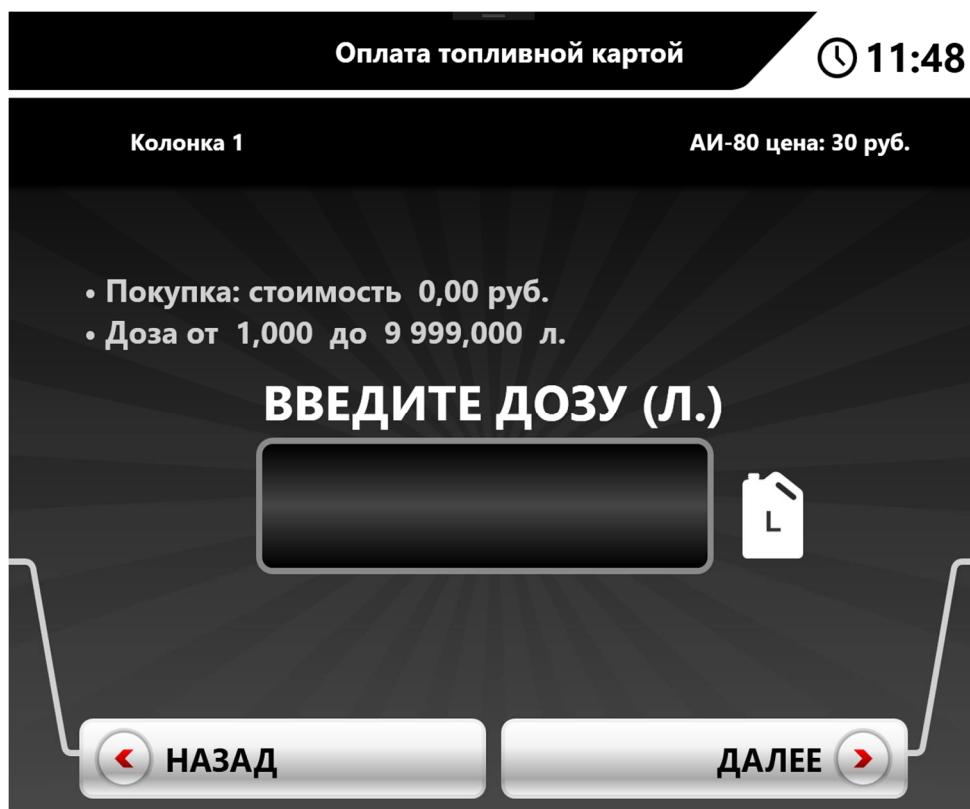 Оплата топливной картой
11:48
Колонка 1
АИ-80 цена: 30 руб.
• Покупка: стоимость 0,00 руб.
• Доза от 1,000 до 9 999,000 л.
ВВЕДИТЕ ДОЗУ (Л.)
L
НАЗАД
ДАЛЕЕ